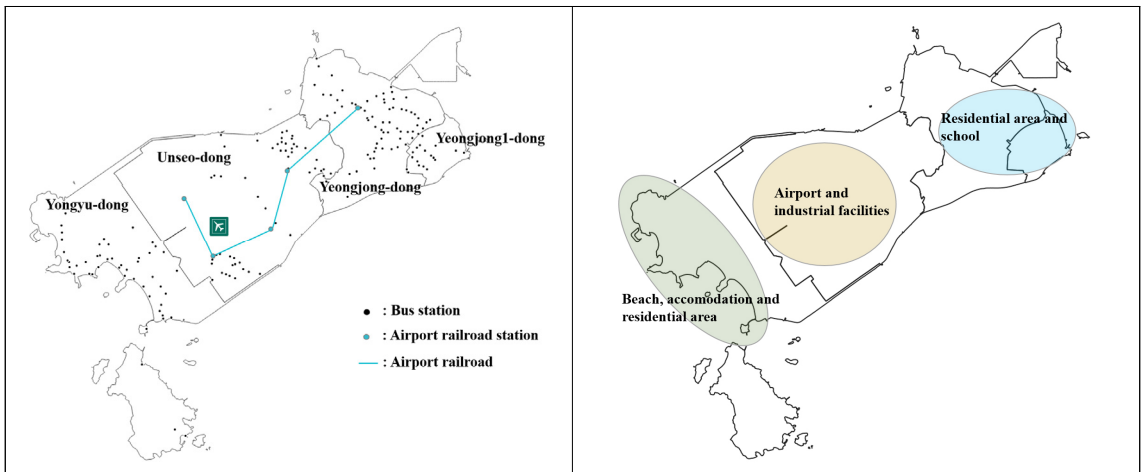 Unseo-dong
Yeongjong1-dong
Yeongjong-dong
Yongyu-dong
: Bus station
: Airport railroad station
: Airport railroad
Residential area and
school
Airport and
industrial facilities
Beach, accomodation and
residential area